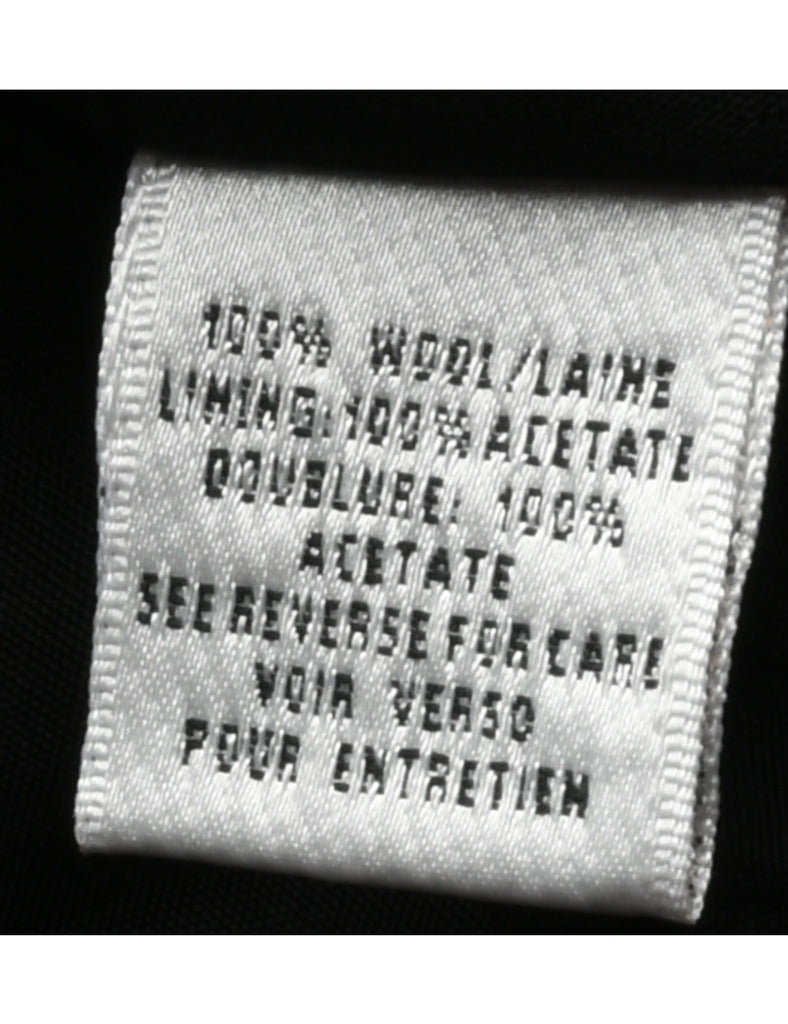 100% WOOL/LAINE
LINING: 100% ACETATE
DOUBLURE: 100%
ACETATE
SEE REVERSE FOR CARE
VOIR VERSO
POUR ENTRETIEN